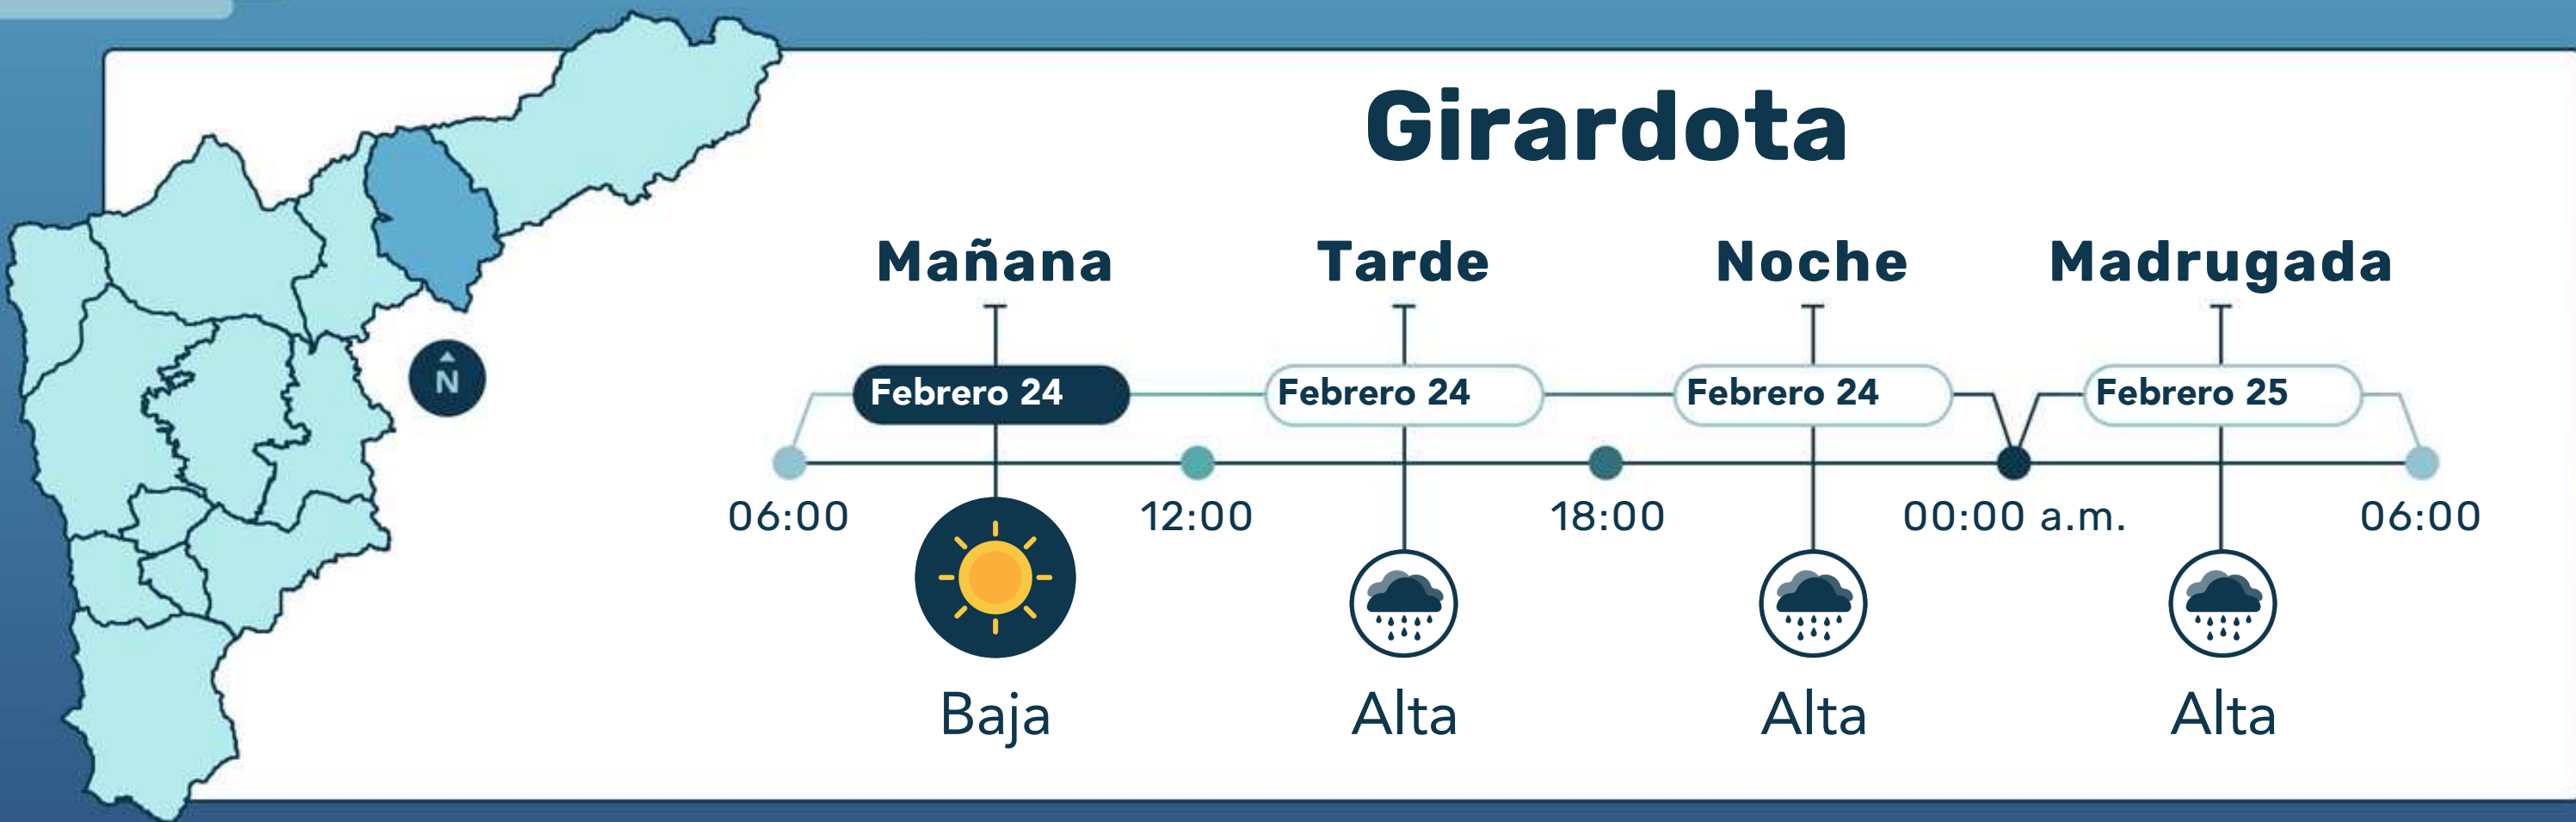 Girardota
Mañana Tarde Noche Madrugada
N
Febrero 24 Febrero 24 Febrero 24 Febrero 25
06:00 12:00 18:00 00:00 a.m. 06:00
Baja Alta Alta Alta